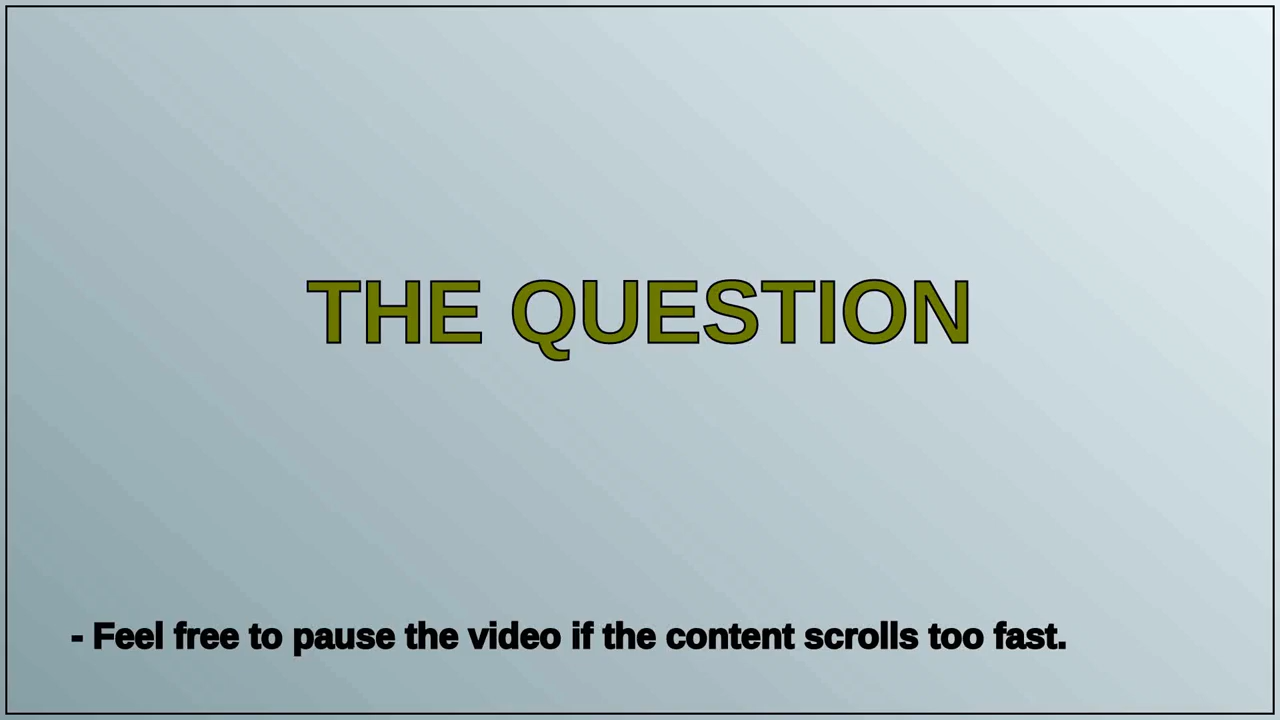 THE QUESTION
- Feel free to pause the video if the content scrolls too fast.